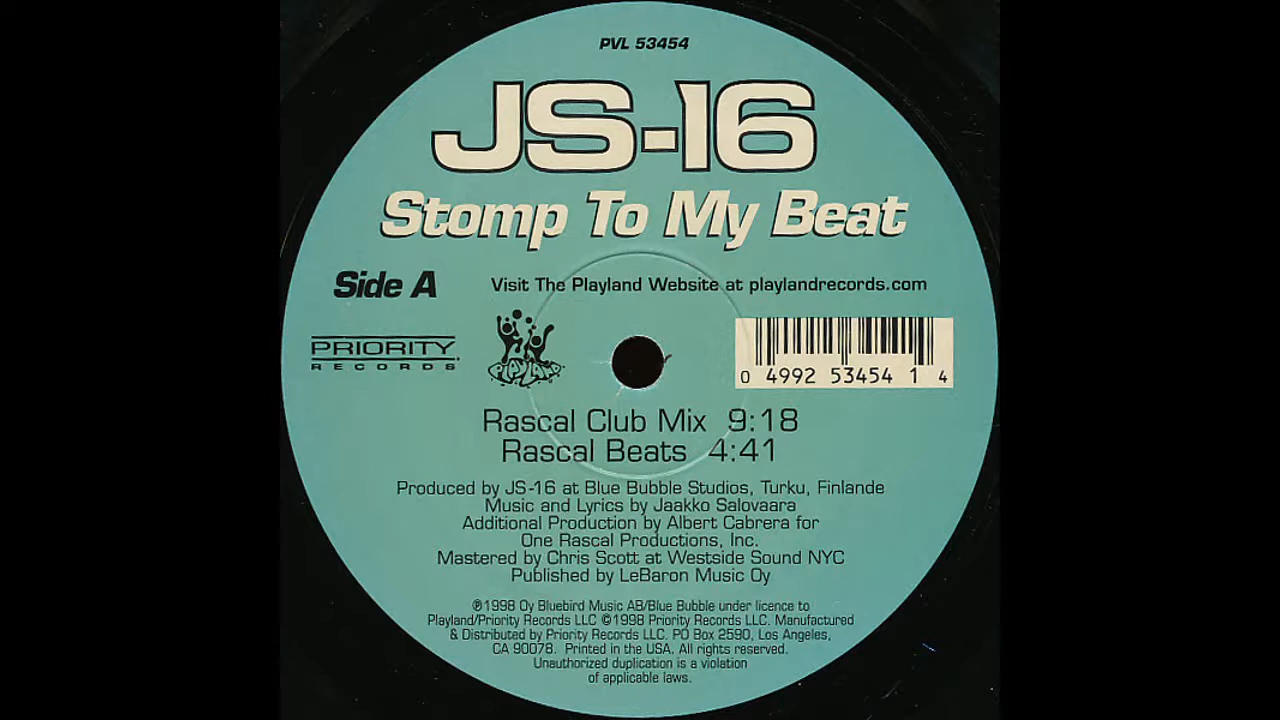 PVL 53454
JS-16
Stomp To My Beat
Side A
Visit The Playland Website at playlandrecords.com
PRIORITY
RECORDS
PLAYLAND
0 4992 53454 1 4
Rascal Club Mix 9:18
Rascal Beats 4:41
Produced by JS-16 at Blue Bubble Studios, Turku, Finlande
Music and Lyrics by Jaakko Salovaara
Additional Production by Albert Cabrera for
One Rascal Productions, Inc.
Mastered by Chris Scott at Westside Sound NYC
Published by LeBaron Music Oy
℗1998 Oy Bluebird Music AB/Blue Bubble under licence to
Playland/Priority Records LLC ©1998 Priority Records LLC. Manufactured
& Distributed by Priority Records LLC. PO Box 2590, Los Angeles,
CA 90078. Printed in the USA. All rights reserved.
Unauthorized duplication is a violation
of applicable laws.